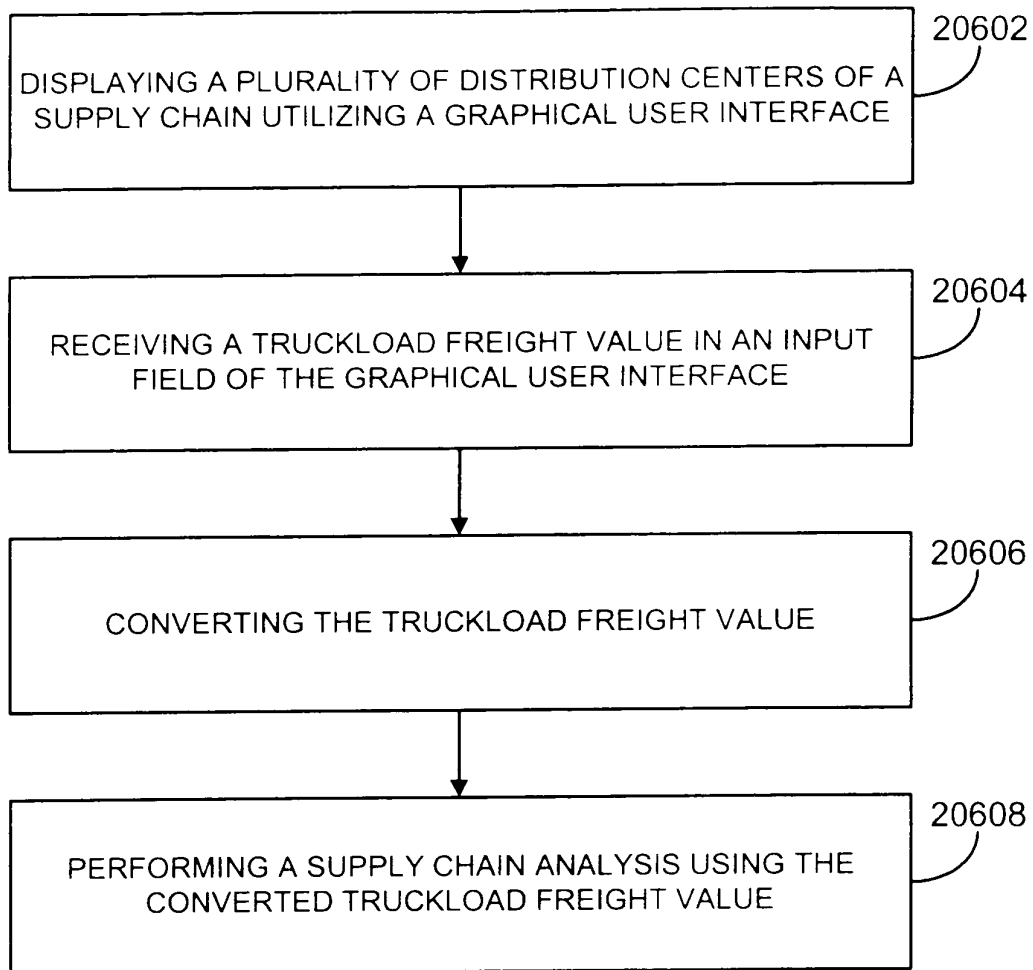 20602
DISPLAYING A PLURALITY OF DISTRIBUTION CENTERS OF A
SUPPLY CHAIN UTILIZING A GRAPHICAL USER INTERFACE
20604
RECEIVING A TRUCKLOAD FREIGHT VALUE IN AN INPUT
FIELD OF THE GRAPHICAL USER INTERFACE
20606
CONVERTING THE TRUCKLOAD FREIGHT VALUE
20608
PERFORMING A SUPPLY CHAIN ANALYSIS USING THE
CONVERTED TRUCKLOAD FREIGHT VALUE